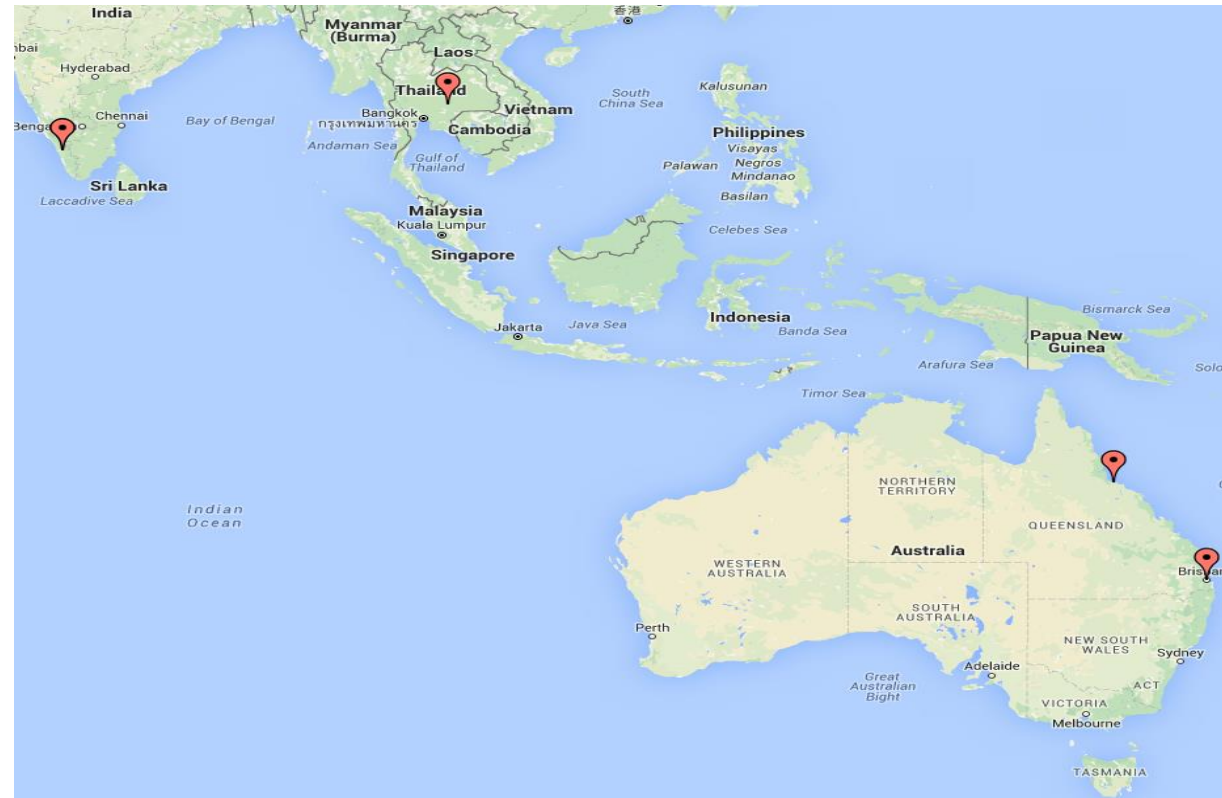 India
Myanmar
(Burma)
香港
Laos
Hyderabad
Thailand
South
China Sea
Kalusunan
Vietnam
Chennai
Bay of Bengal
Bangkok
กรุงเทพมหานคร
Cambodia
Philippines
Visayas
Negros
Mindanao
Andaman Sea
Gulf of
Thailand
Palawan
Sri Lanka
Laccadive Sea
Basilan
Malaysia
Kuala Lumpur
Celebes Sea
Singapore
Indonesia
Bismarck Sea
Jakarta
Java Sea
Banda Sea
Papua New
Guinea
Arafura Sea
Timor Sea
NORTHERN
TERRITORY
Indian
Ocean
QUEENSLAND
Australia
WESTERN
AUSTRALIA
SOUTH
AUSTRALIA
Perth
NEW SOUTH
WALES
Sydney
Adelaide
Great
Australian
Bight
ACT
VICTORIA
Melbourne
TASMANIA